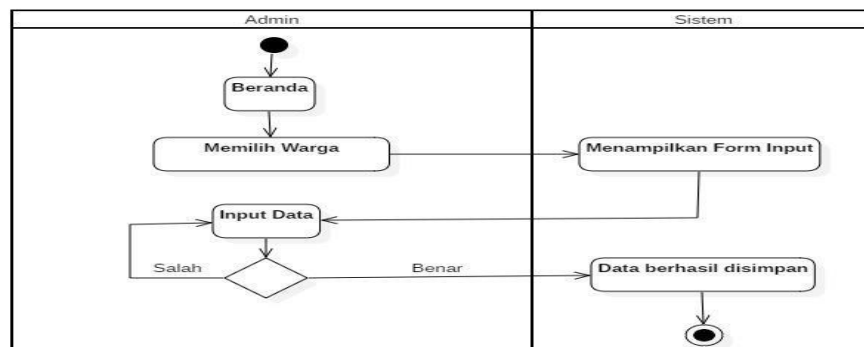 Admin
Sistem
Beranda
Memilih Warga
Menampilkan Form Input
Input Data
Salah
Benar
Data berhasil disimpan